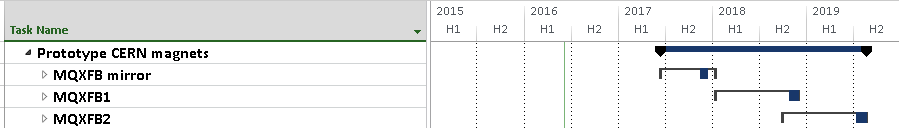 2015 2016 2017 2018 2019
Task Name H1 H2 H1 H2 H1 H2 H1 H2 H1 H2
Prototype CERN magnets
MQXFB mirror
MQXFB1
MQXFB2